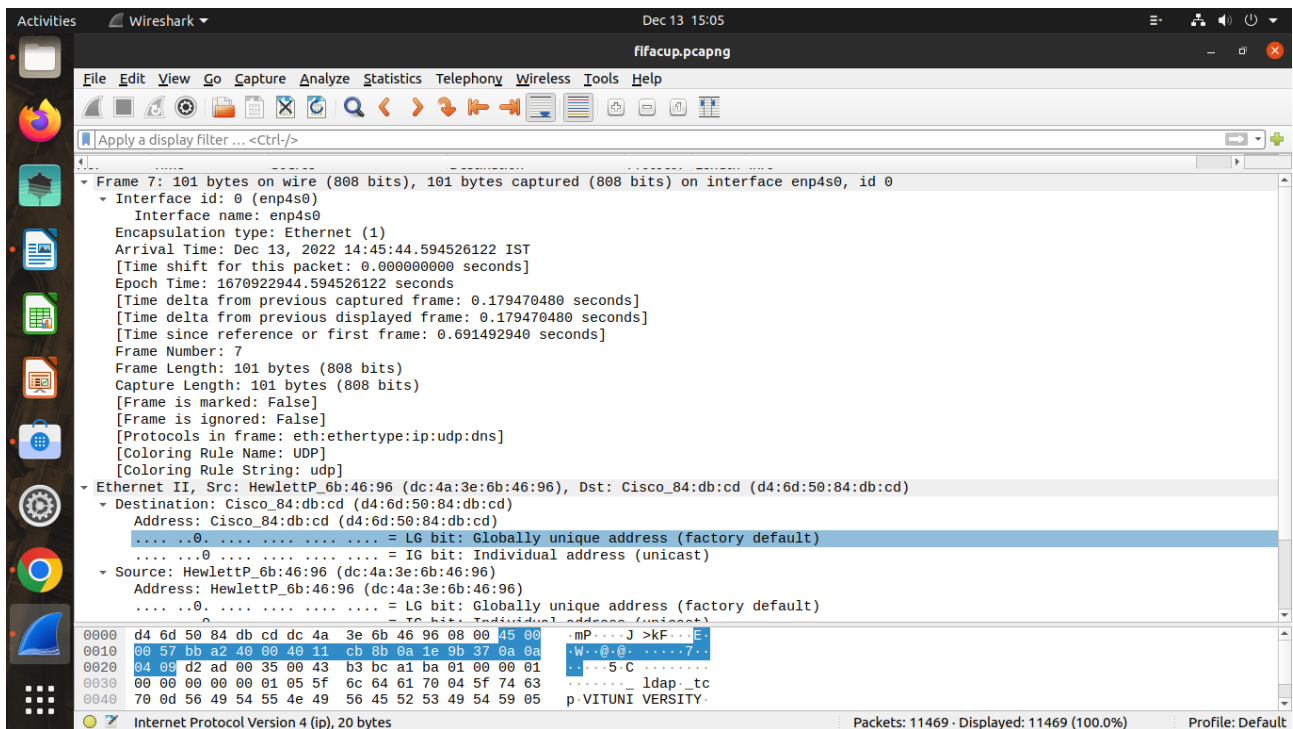 Activities Wireshark Dec 13 15:05
fifacup.pcapng
File Edit View Go Capture Analyze Statistics Telephony Wireless Tools Help
Apply a display filter … <Ctrl-/>
Frame 7: 101 bytes on wire (808 bits), 101 bytes captured (808 bits) on interface enp4s0, id 0
Interface id: 0 (enp4s0)
Interface name: enp4s0
Encapsulation type: Ethernet (1)
Arrival Time: Dec 13, 2022 14:45:44.594526122 IST
[Time shift for this packet: 0.000000000 seconds]
Epoch Time: 1670922944.594526122 seconds
[Time delta from previous captured frame: 0.179470480 seconds]
[Time delta from previous displayed frame: 0.179470480 seconds]
[Time since reference or first frame: 0.691492940 seconds]
Frame Number: 7
Frame Length: 101 bytes (808 bits)
Capture Length: 101 bytes (808 bits)
[Frame is marked: False]
[Frame is ignored: False]
[Protocols in frame: eth:ethertype:ip:udp:dns]
[Coloring Rule Name: UDP]
[Coloring Rule String: udp]
Ethernet II, Src: HewlettP_6b:46:96 (dc:4a:3e:6b:46:96), Dst: Cisco_84:db:cd (d4:6d:50:84:db:cd)
Destination: Cisco_84:db:cd (d4:6d:50:84:db:cd)
Address: Cisco_84:db:cd (d4:6d:50:84:db:cd)
.... ..0. .... .... .... .... = LG bit: Globally unique address (factory default)
.... ...0 .... .... .... .... = IG bit: Individual address (unicast)
Source: HewlettP_6b:46:96 (dc:4a:3e:6b:46:96)
Address: HewlettP_6b:46:96 (dc:4a:3e:6b:46:96)
.... ..0. .... .... .... .... = LG bit: Globally unique address (factory default)
0000 d4 6d 50 84 db cd dc 4a 3e 6b 46 96 08 00 45 00 ·mP····J >kF···E·
0010 00 57 bb a2 40 00 40 11 cb 8b 0a 1e 9b 37 0a 0a ·W··@·@· ·····7··
0020 04 09 d2 ad 00 35 00 43 b3 bc a1 ba 01 00 00 01 ·····5·C ········
0030 00 00 00 00 00 01 05 5f 6c 64 61 70 04 5f 74 63 ·······_ ldap·_tc
0040 70 0d 56 49 54 55 4e 49 56 45 52 53 49 54 59 05 p·VITUNI VERSITY·
Internet Protocol Version 4 (ip), 20 bytes Packets: 11469 · Displayed: 11469 (100.0%) Profile: Default